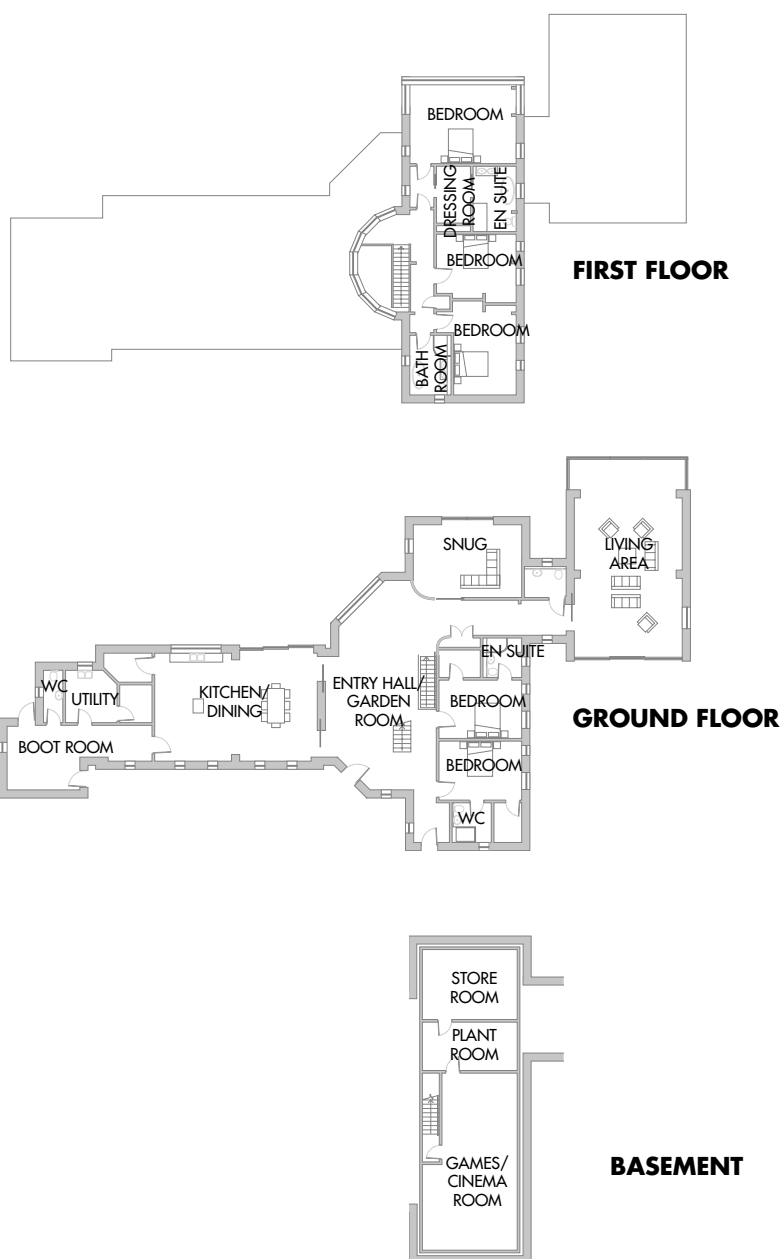 BEDROOM
DRESSING
ROOM
EN SUITE
BEDROOM
FIRST FLOOR
BEDROOM
BATH
ROOM
SNUG
LIVING
AREA
EN SUITE
WC
UTILITY
KITCHEN/
DINING
ENTRY HALL/
GARDEN
ROOM
BEDROOM
GROUND FLOOR
BOOT ROOM
BEDROOM
WC
STORE
ROOM
PLANT
ROOM
GAMES/
CINEMA
ROOM
BASEMENT